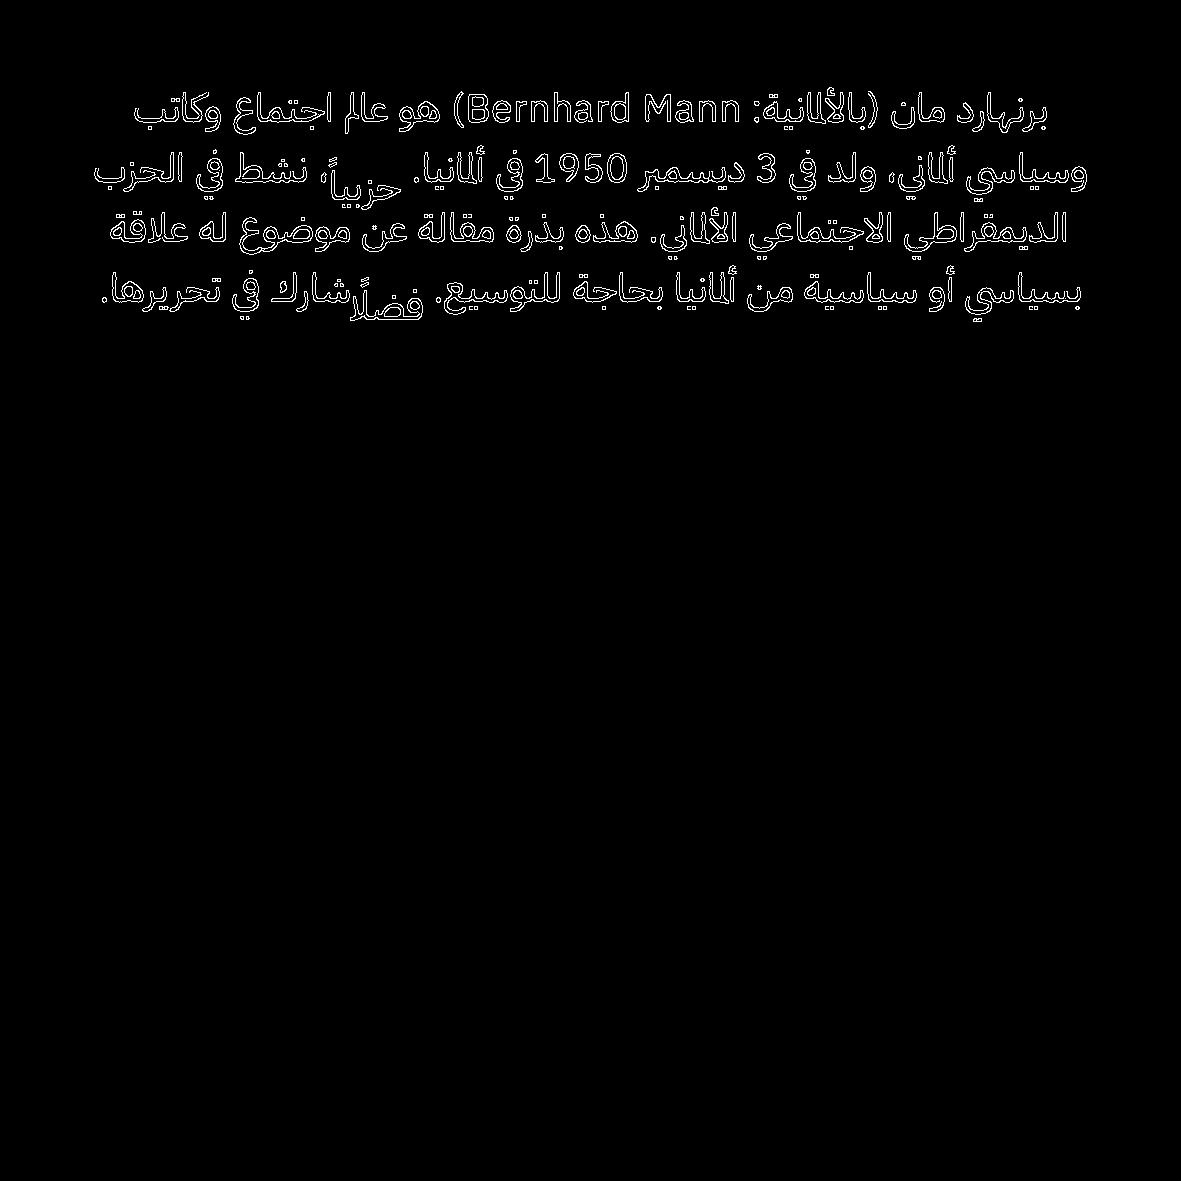 برنهارد مان (بالألمانية: Bernhard Mann) هو عالم اجتماع وكاتب
وسياسي ألماني، ولد في 3 ديسمبر 1950 في ألمانيا. حزبياً، نشط في الحزب
الديمقراطي الاجتماعي الألماني. هذه بذرة مقالة عن موضوع له علاقة
بسياسي أو سياسية من ألمانيا بحاجة للتوسيع. فضلًا شارك في تحريرها.